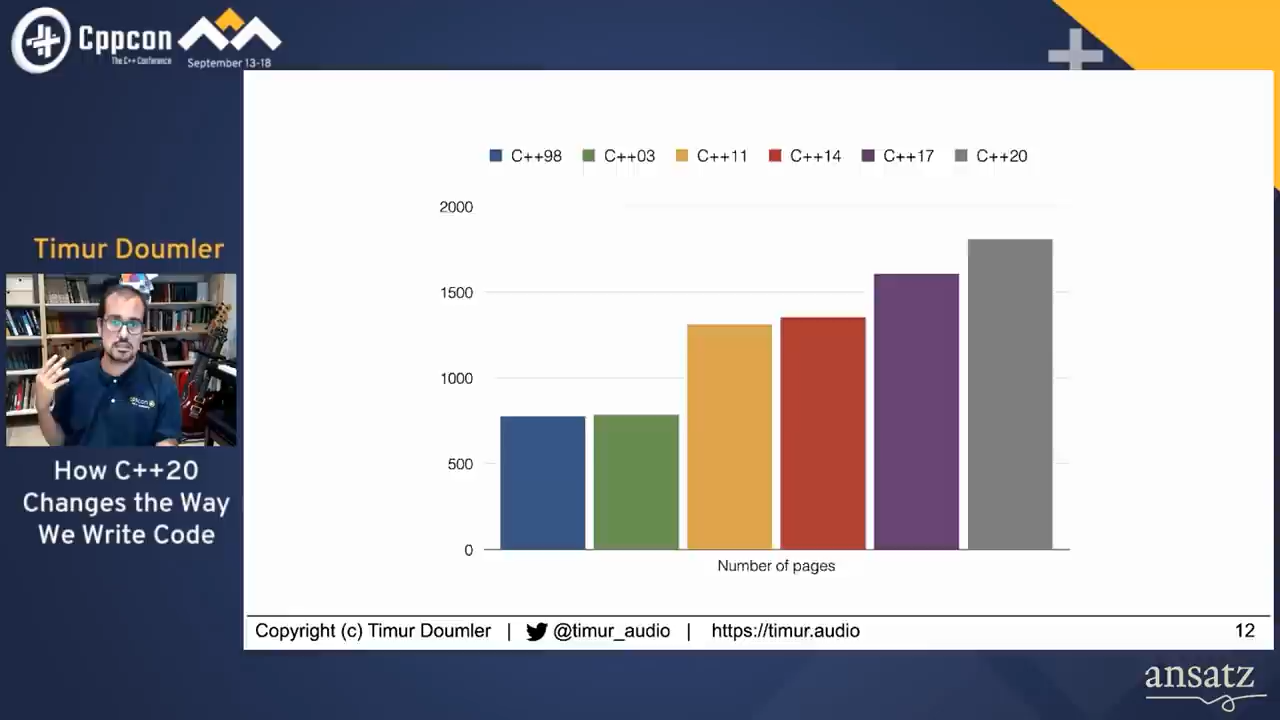 Cppcon
The C++ Conference
September 13-18
Timur Doumler
How C++20
Changes the Way
We Write Code
C++98 C++03 C++11 C++14 C++17 C++20
2000
1500
1000
500
0
Number of pages
Copyright (c) Timur Doumler | @timur_audio | https://timur.audio 12
ansatz